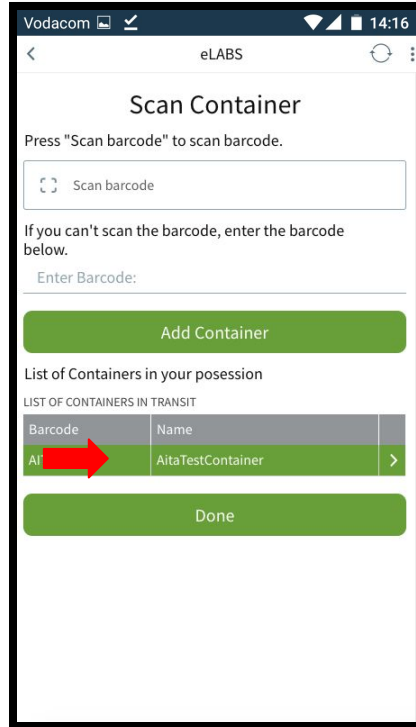 Vodacom 14:16
eLABS
Scan Container
Press "Scan barcode" to scan barcode.
Scan barcode
If you can't scan the barcode, enter the barcode
below.
Enter Barcode:
Add Container
List of Containers in your posession
LIST OF CONTAINERS IN TRANSIT
Barcode Name
AitaTestContainer
Done